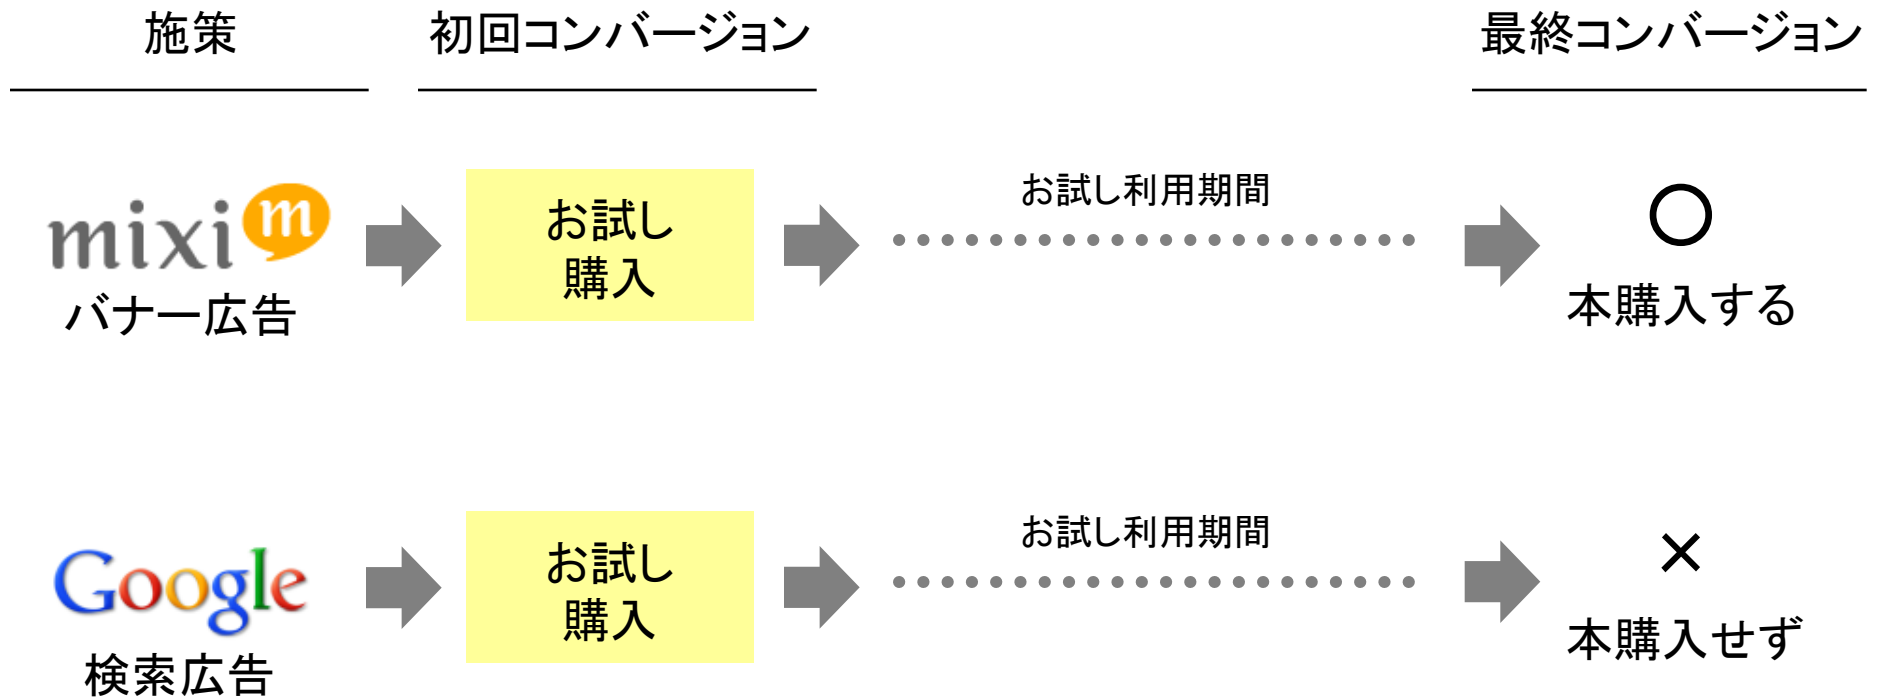 施策
初回コンバージョン
最終コンバージョン
mixi m
バナー広告
お試し
購入
お試し利用期間
○
本購入する
Google
検索広告
お試し
購入
お試し利用期間
×
本購入せず